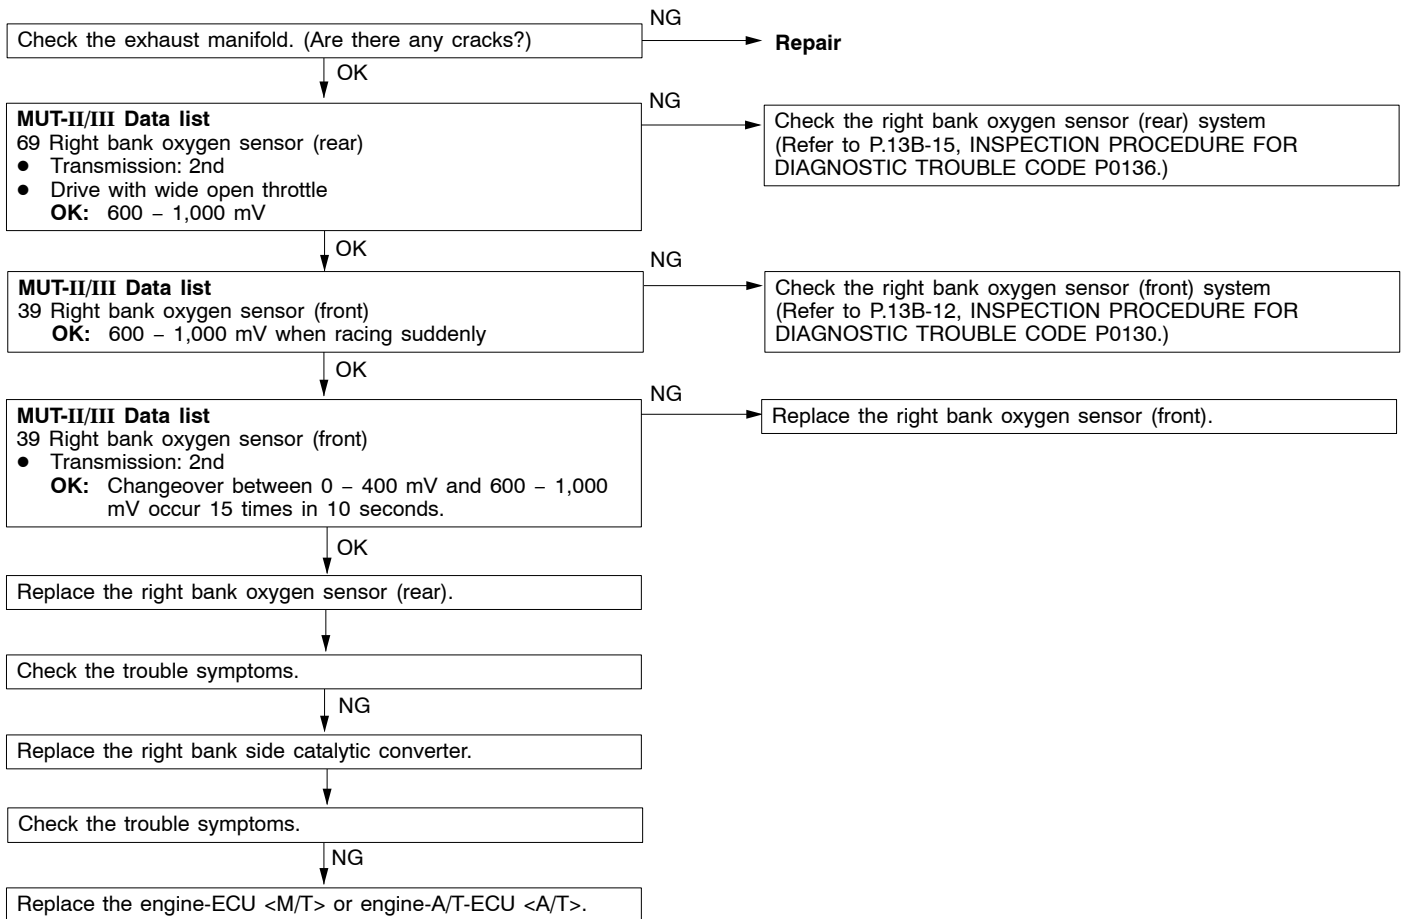 NG
Check the exhaust manifold. (Are there any cracks?)
Repair
OK
MUT-II/III Data list
69 Right bank oxygen sensor (rear)
● Transmission: 2nd
● Drive with wide open throttle
OK: 600 – 1,000 mV
NG
Check the right bank oxygen sensor (rear) system
(Refer to P.13B-15, INSPECTION PROCEDURE FOR
DIAGNOSTIC TROUBLE CODE P0136.)
OK
MUT-II/III Data list
39 Right bank oxygen sensor (front)
OK: 600 – 1,000 mV when racing suddenly
NG
Check the right bank oxygen sensor (front) system
(Refer to P.13B-12, INSPECTION PROCEDURE FOR
DIAGNOSTIC TROUBLE CODE P0130.)
OK
MUT-II/III Data list
39 Right bank oxygen sensor (front)
● Transmission: 2nd
OK: Changeover between 0 – 400 mV and 600 – 1,000
mV occur 15 times in 10 seconds.
NG
Replace the right bank oxygen sensor (front).
OK
Replace the right bank oxygen sensor (rear).
Check the trouble symptoms.
NG
Replace the right bank side catalytic converter.
Check the trouble symptoms.
NG
Replace the engine-ECU <M/T> or engine-A/T-ECU <A/T>.